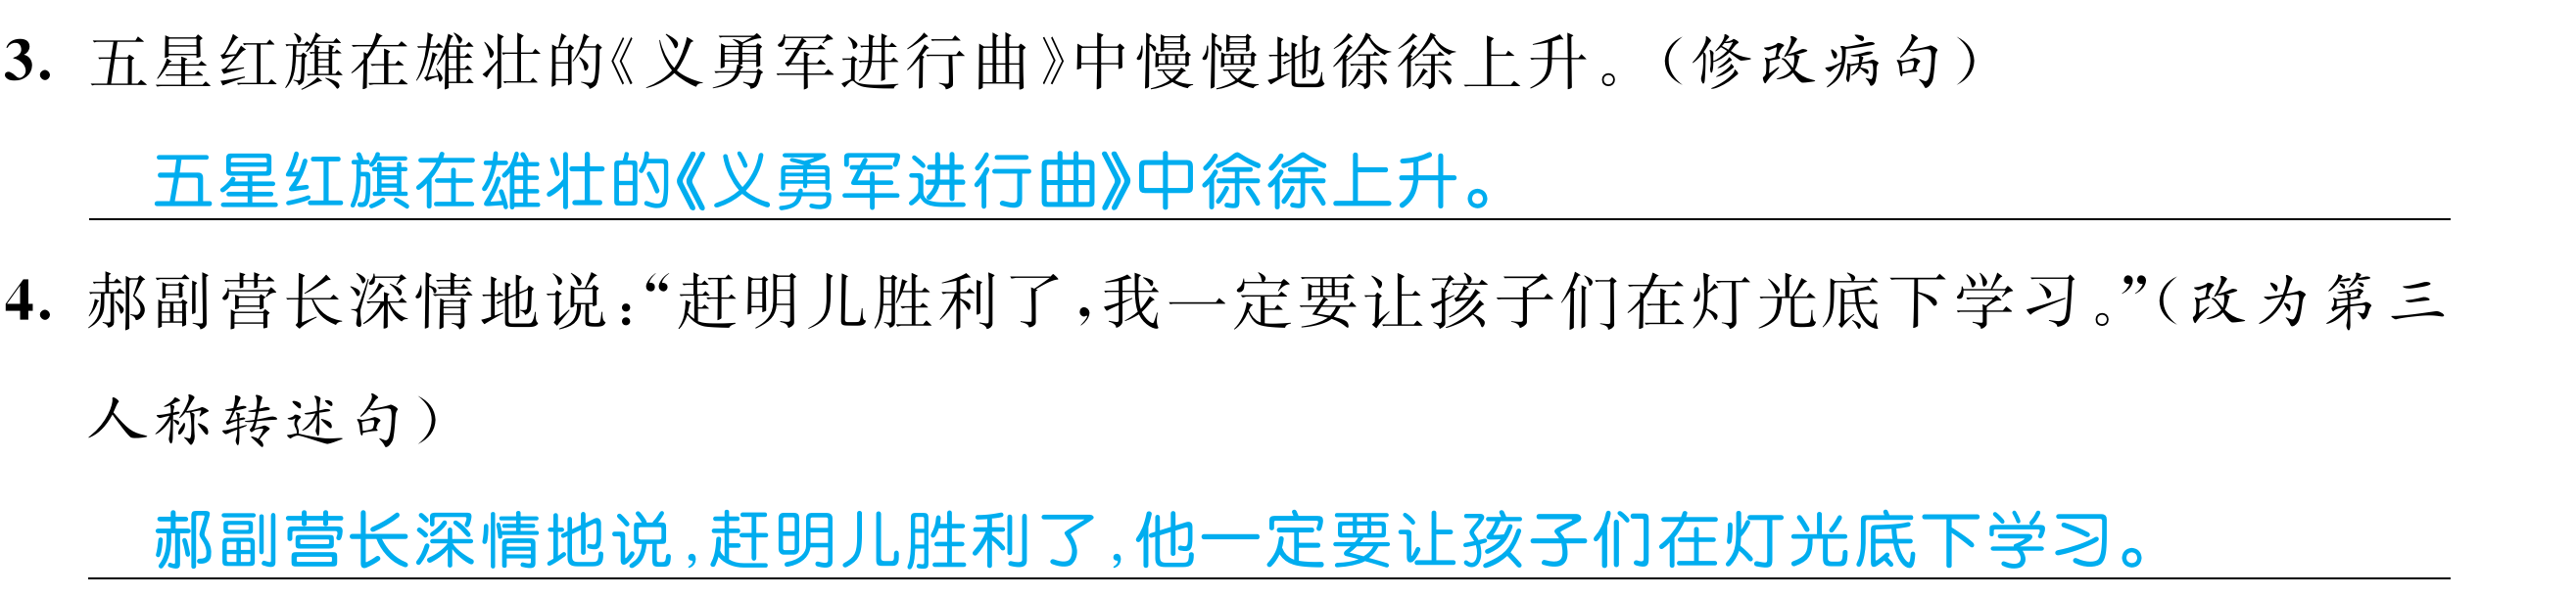 3. 五星红旗在雄壮的《义勇军进行曲》中慢慢地徐徐上升。(修改病句)
五星红旗在雄壮的《义勇军进行曲》中徐徐上升。
4. 郝副营长深情地说:“赶明儿胜利了,我一定要让孩子们在灯光底下学习。”(改为第三
人称转述句)
郝副营长深情地说,赶明儿胜利了,他一定要让孩子们在灯光底下学习。